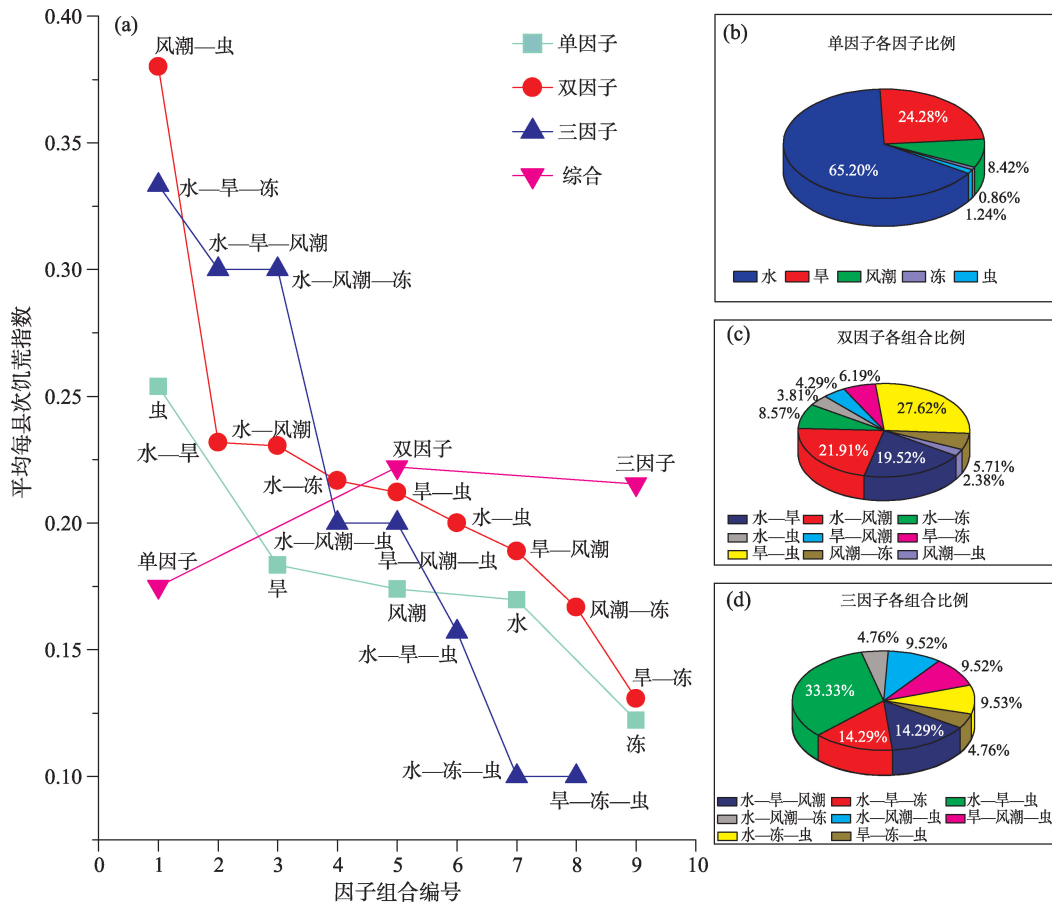 (a)
平均每县次饥荒指数
0.40
0.35
0.30
0.25
0.20
0.15
0.10
0 1 2 3 4 5 6 7 8 9 10
因子组合编号
单因子
双因子
三因子
综合
风潮—虫
水—旱—冻
水—旱—风潮
水—风潮—冻
虫
水—旱
水—风潮
双因子
三因子
水—冻
旱—虫
水—虫
水—风潮—虫
旱—风潮—虫
旱—风潮
单因子
旱
风潮
水
风潮—冻
水—旱—虫
旱—冻
冻
水—冻—虫
旱—冻—虫
(b)
单因子各因子比例
24.28%
65.20%
8.42%
0.86%
1.24%
水 旱 风潮 冻 虫
(c)
双因子各组合比例
6.19%
4.29%
3.81%
27.62%
8.57%
21.91%
19.52%
5.71%
2.38%
水—旱 水—风潮 水—冻
水—虫 旱—风潮 旱—冻
旱—虫 风潮—冻 风潮—虫
(d)
三因子各组合比例
4.76%
9.52%
9.52%
33.33%
9.53%
14.29%
14.29%
4.76%
水—旱—风潮 水—旱—冻 水—旱—虫
水—风潮—冻 水—风潮—虫 旱—风潮—虫
水—冻—虫 旱—冻—虫